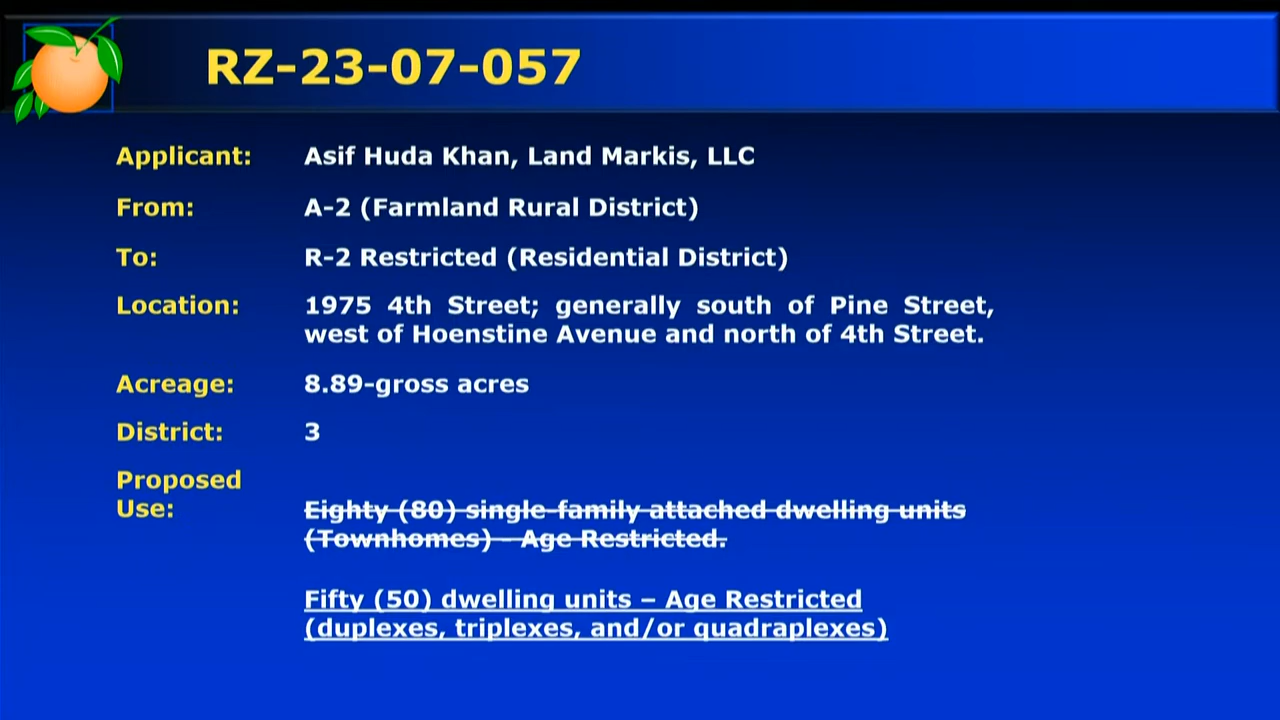 RZ-23-07-057
Applicant: Asif Huda Khan, Land Markis, LLC
From: A-2 (Farmland Rural District)
To: R-2 Restricted (Residential District)
Location: 1975 4th Street; generally south of Pine Street,
west of Hoenstine Avenue and north of 4th Street.
Acreage: 8.89-gross acres
District: 3
Proposed
Use: Eighty (80) single-family attached dwelling units
(Townhomes) – Age Restricted.
Fifty (50) dwelling units – Age Restricted
(duplexes, triplexes, and/or quadraplexes)